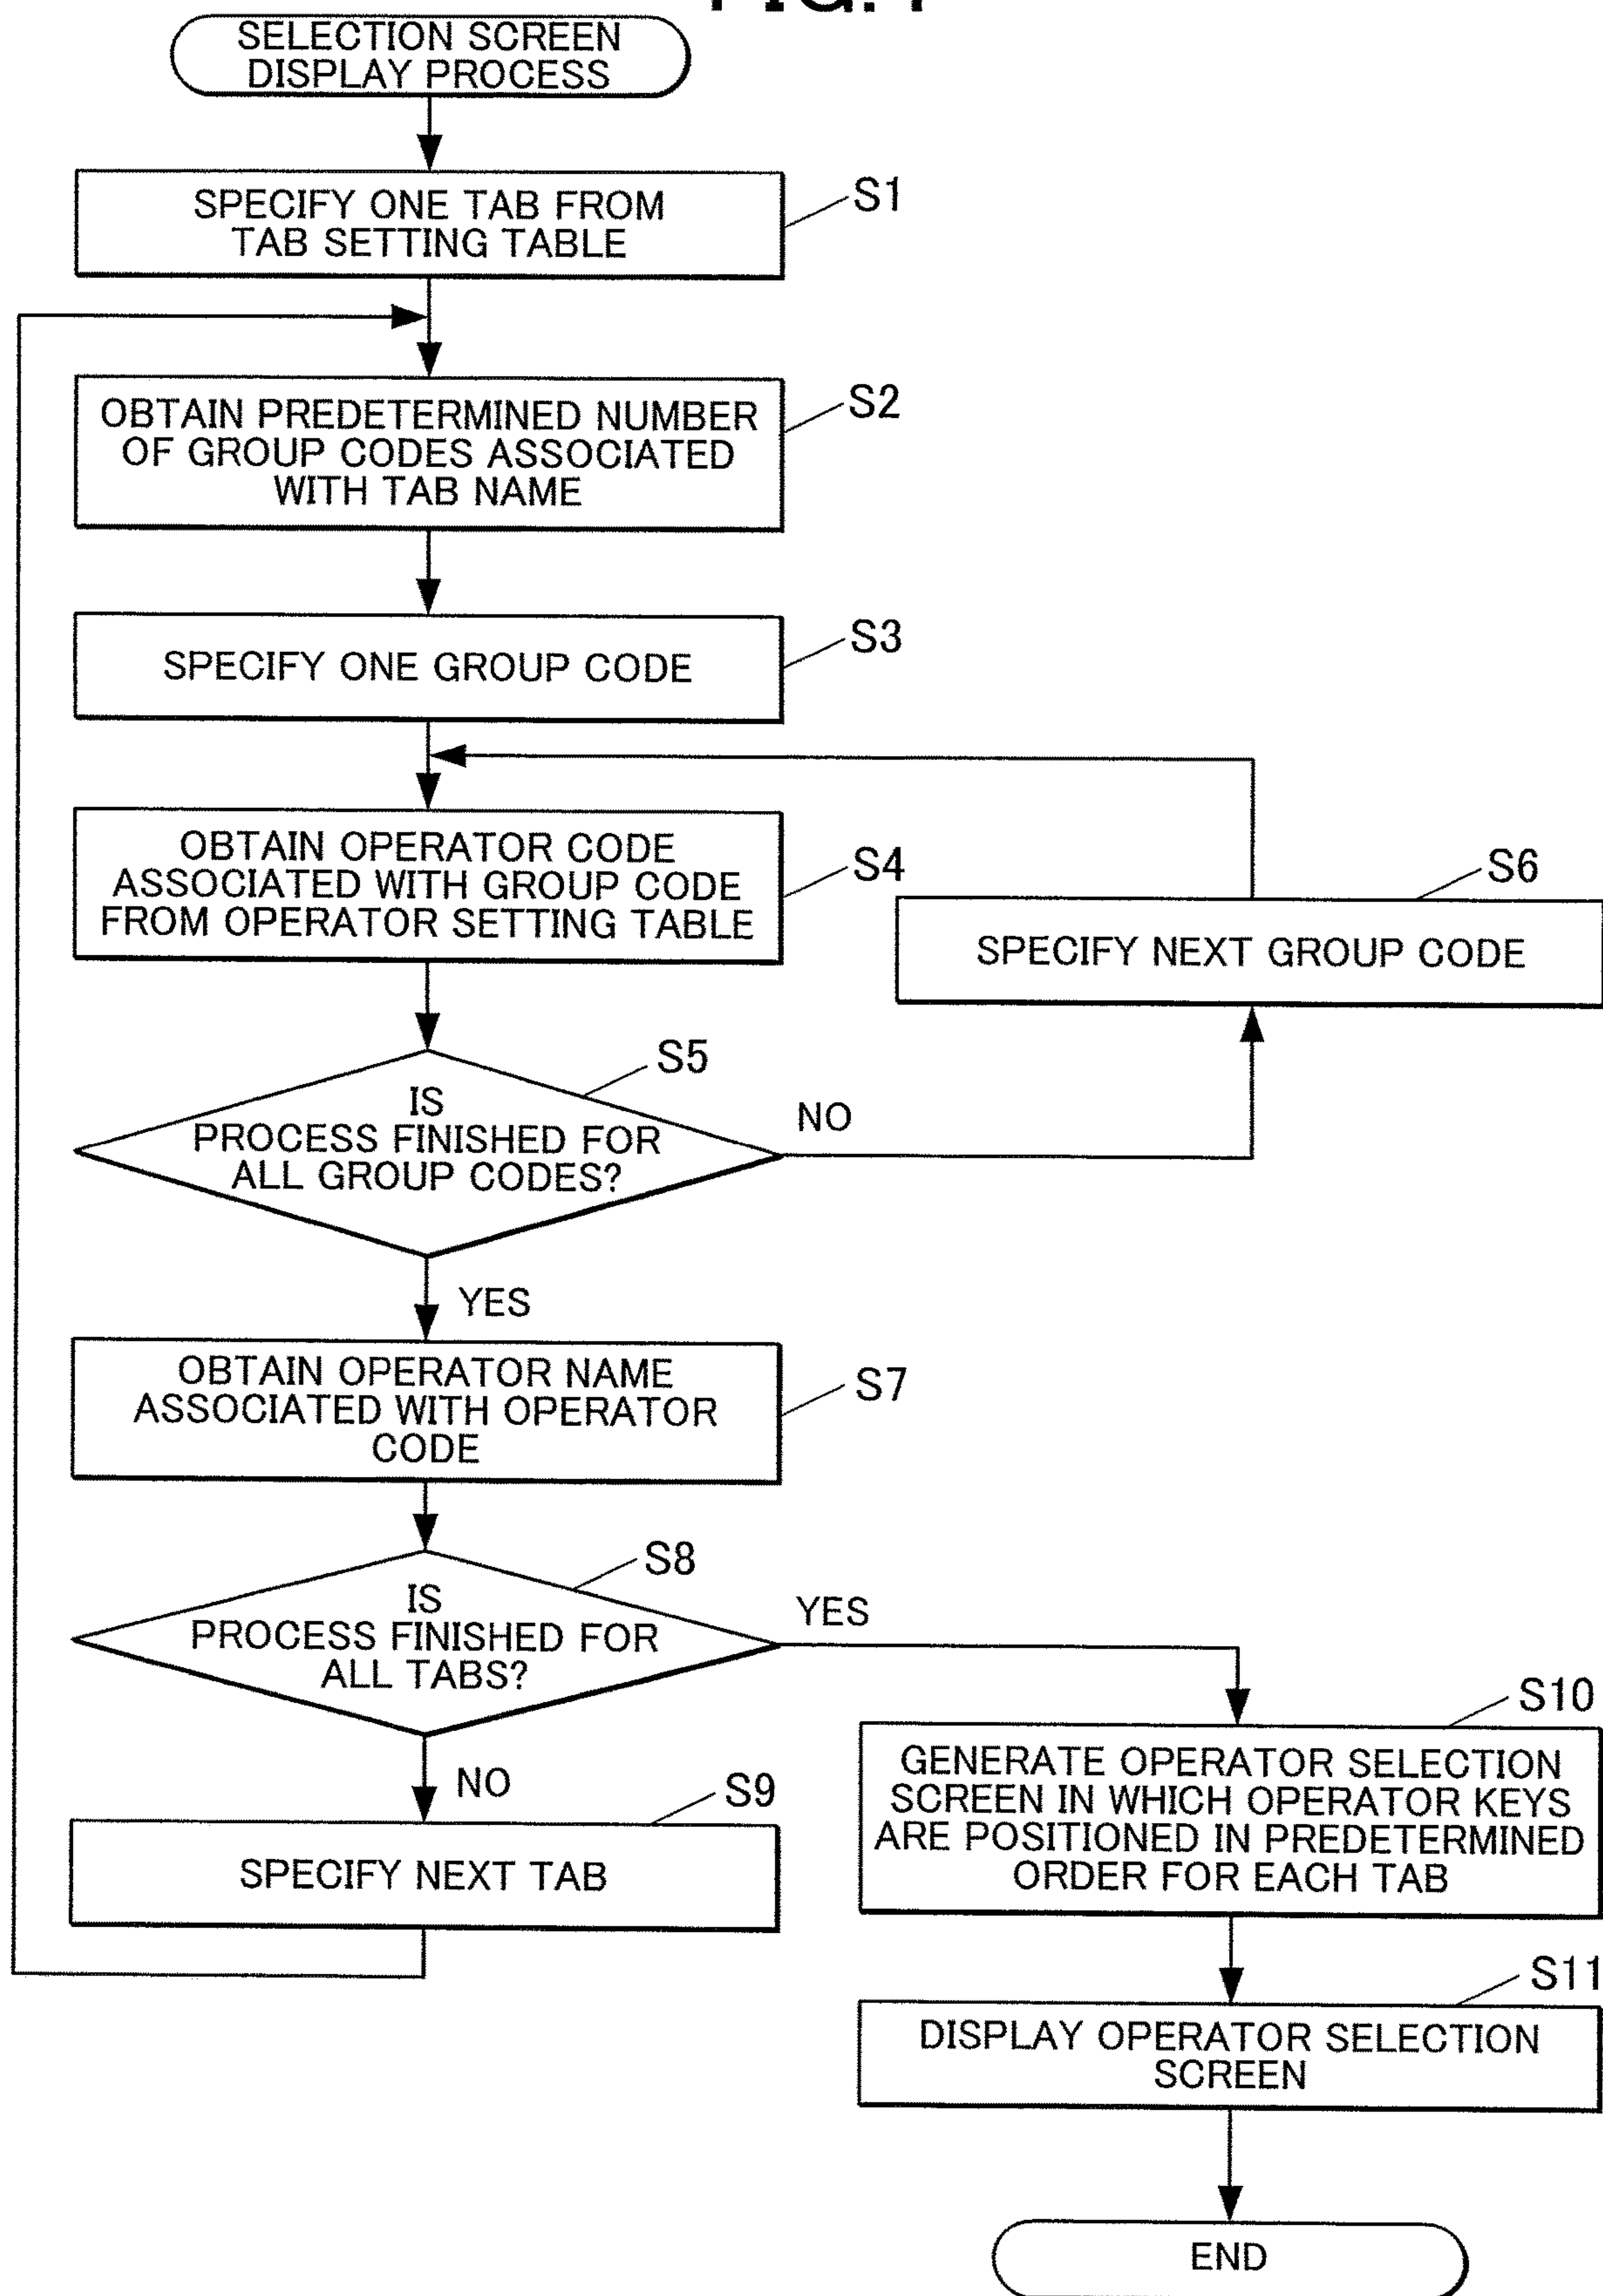 SELECTION SCREEN
DISPLAY PROCESS
SPECIFY ONE TAB FROM
TAB SETTING TABLE
S1
OBTAIN PREDETERMINED NUMBER
OF GROUP CODES ASSOCIATED
WITH TAB NAME
S2
SPECIFY ONE GROUP CODE
S3
OBTAIN OPERATOR CODE
ASSOCIATED WITH GROUP CODE
FROM OPERATOR SETTING TABLE
S4
S6
SPECIFY NEXT GROUP CODE
S5
IS
PROCESS FINISHED FOR
ALL GROUP CODES?
NO
YES
OBTAIN OPERATOR NAME
ASSOCIATED WITH OPERATOR
CODE
S7
S8
IS
PROCESS FINISHED FOR
ALL TABS?
YES
NO
S9
SPECIFY NEXT TAB
S10
GENERATE OPERATOR SELECTION
SCREEN IN WHICH OPERATOR KEYS
ARE POSITIONED IN PREDETERMINED
ORDER FOR EACH TAB
S11
DISPLAY OPERATOR SELECTION
SCREEN
END